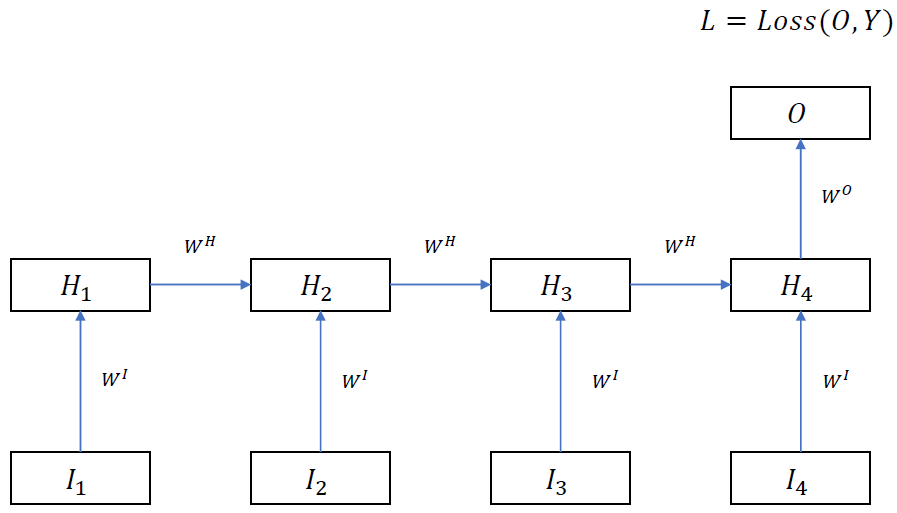 L = Loss(O, Y)
O
W^O
W^H W^H W^H
H_1 H_2 H_3 H_4
W^I W^I W^I W^I
I_1 I_2 I_3 I_4